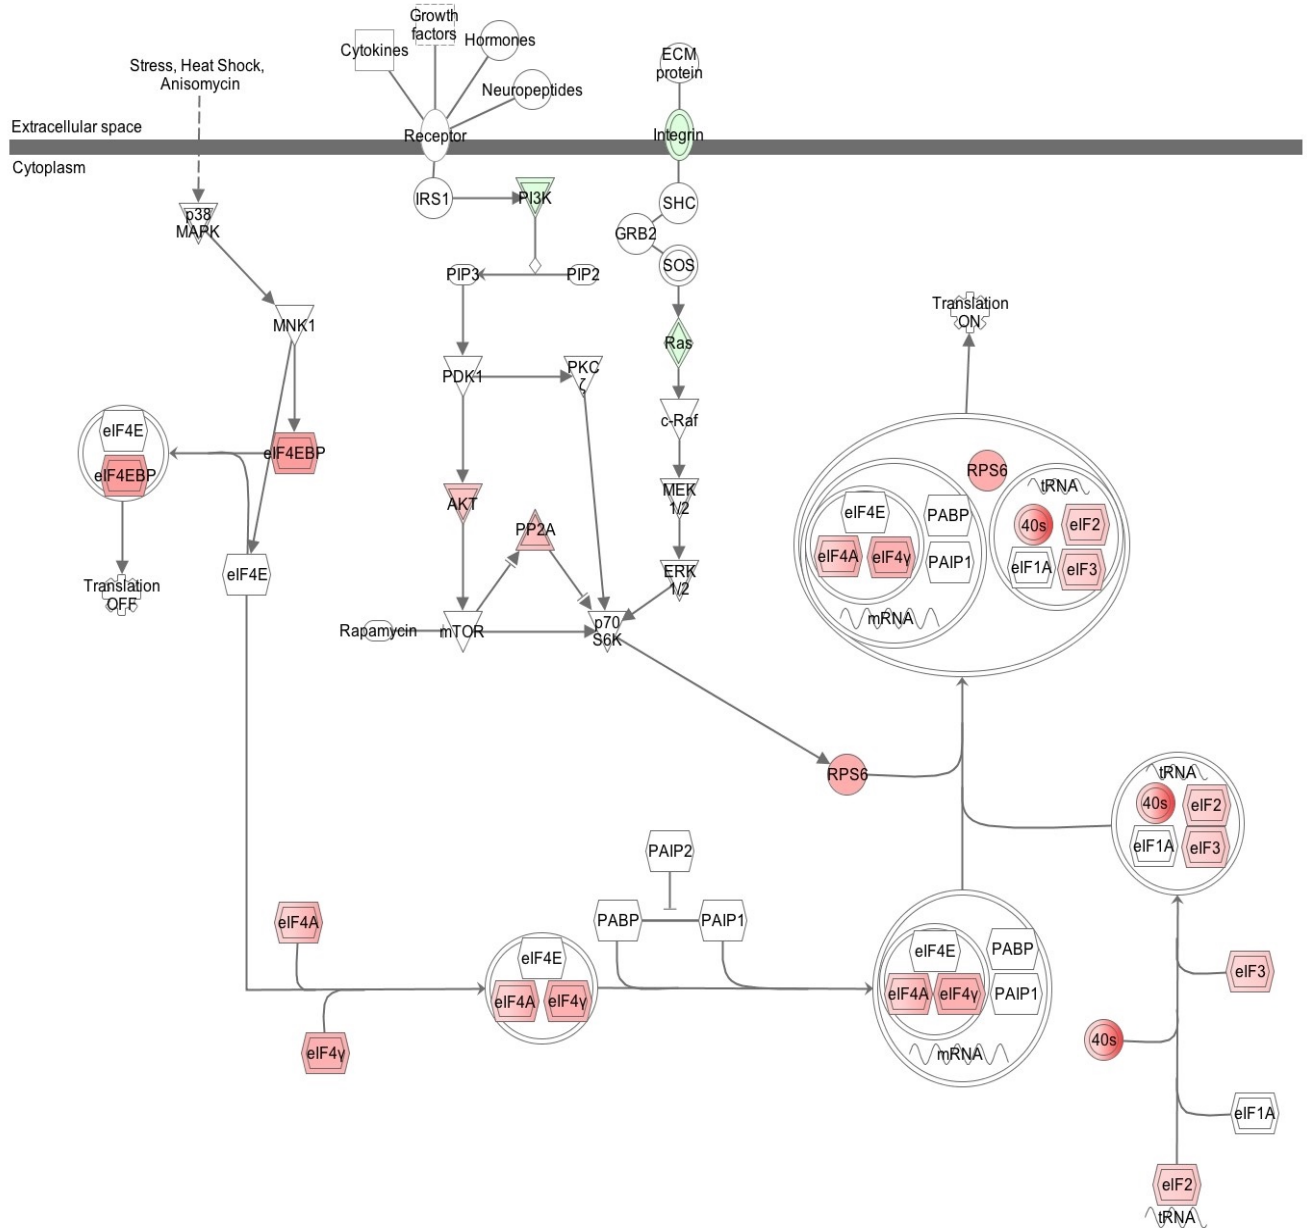 Growth
factors
Cytokines
Hormones
ECM
protein
Stress, Heat Shock,
Anisomycin
Neuropeptides
Extracellular space
Receptor
Integrin
Cytoplasm
IRS1
PI3K
SHC
p38
MAPK
GRB2
SOS
PIP3
PIP2
MNK1
Translation
ON
Ras
PDK1
PKC
ζ
c-Raf
eIF4E
eIF4EBP
eIF4EBP
AKT
MEK
1/2
PP2A
RPS6
tRNA
eIF4E
PABP
40s
eIF2
eIF4A
eIF4γ
PAIP1
eIF1A
eIF3
mRNA
eIF4E
Translation
OFF
ERK
1/2
Rapamycin
mTOR
p70
S6K
RPS6
tRNA
40s
eIF2
eIF1A
eIF3
PAIP2
eIF4A
PABP
PAIP1
eIF4E
eIF4A
eIF4γ
eIF4E
PABP
eIF4A
eIF4γ
PAIP1
mRNA
eIF3
eIF4γ
40s
eIF1A
eIF2
tRNA